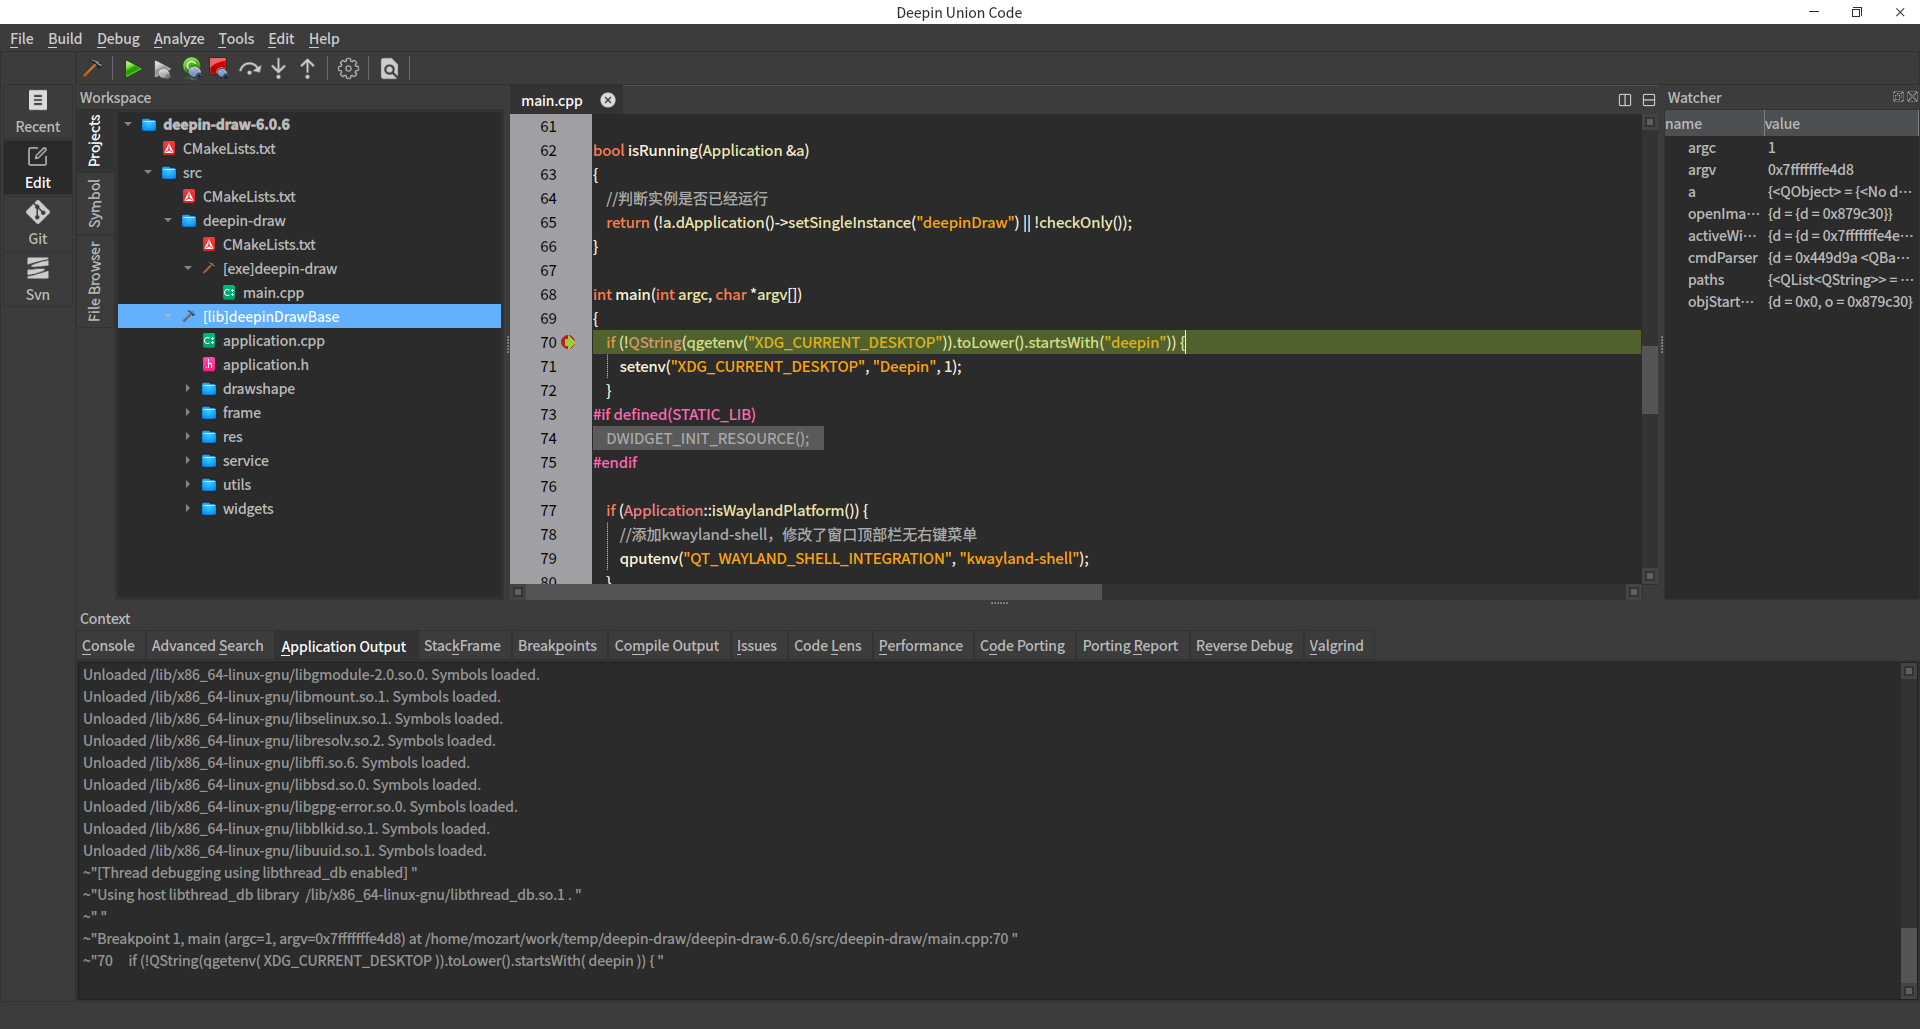 Deepin Union Code
File Build Debug Analyze Tools Edit Help
Recent
Edit
Git
Svn
Workspace
Projects
Symbol
File Browser
deepin-draw-6.0.6
CMakeLists.txt
src
CMakeLists.txt
deepin-draw
CMakeLists.txt
[exe]deepin-draw
main.cpp
[lib]deepinDrawBase
application.cpp
application.h
drawshape
frame
res
service
utils
widgets
main.cpp
61
62 bool isRunning(Application &a)
63 {
64 //判断实例是否已经运行
65 return (!a.dApplication()->setSingleInstance("deepinDraw") || !checkOnly());
66 }
67
68 int main(int argc, char *argv[])
69 {
70 if (!QString(qgetenv("XDG_CURRENT_DESKTOP")).toLower().startsWith("deepin")) {
71 setenv("XDG_CURRENT_DESKTOP", "Deepin", 1);
72 }
73 #if defined(STATIC_LIB)
74 DWIDGET_INIT_RESOURCE();
75 #endif
76
77 if (Application::isWaylandPlatform()) {
78 //添加kwayland-shell，修改了窗口顶部栏无右键菜单
79 qputenv("QT_WAYLAND_SHELL_INTEGRATION", "kwayland-shell");
80 }
Watcher
name value
argc 1
argv 0x7fffffffe4d8
a {<QObject> = {<No d···
openIma··· {d = {d = 0x879c30}}
activeWi··· {d = {d = 0x7fffffffe4e···
cmdParser {d = 0x449d9a <QBa···
paths {<QList<QString>> = ···
objStart··· {d = 0x0, o = 0x879c30}
Context
Console Advanced Search Application Output StackFrame Breakpoints Compile Output Issues Code Lens Performance Code Porting Porting Report Reverse Debug Valgrind
Unloaded /lib/x86_64-linux-gnu/libgmodule-2.0.so.0. Symbols loaded.
Unloaded /lib/x86_64-linux-gnu/libmount.so.1. Symbols loaded.
Unloaded /lib/x86_64-linux-gnu/libselinux.so.1. Symbols loaded.
Unloaded /lib/x86_64-linux-gnu/libresolv.so.2. Symbols loaded.
Unloaded /lib/x86_64-linux-gnu/libffi.so.6. Symbols loaded.
Unloaded /lib/x86_64-linux-gnu/libbsd.so.0. Symbols loaded.
Unloaded /lib/x86_64-linux-gnu/libgpg-error.so.0. Symbols loaded.
Unloaded /lib/x86_64-linux-gnu/libblkid.so.1. Symbols loaded.
Unloaded /lib/x86_64-linux-gnu/libuuid.so.1. Symbols loaded.
~"[Thread debugging using libthread_db enabled] "
~"Using host libthread_db library  /lib/x86_64-linux-gnu/libthread_db.so.1 . "
~" "
~"Breakpoint 1, main (argc=1, argv=0x7fffffffe4d8) at /home/mozart/work/temp/deepin-draw/deepin-draw-6.0.6/src/deepin-draw/main.cpp:70 "
~"70    if (!QString(qgetenv( XDG_CURRENT_DESKTOP )).toLower().startsWith( deepin )) { "